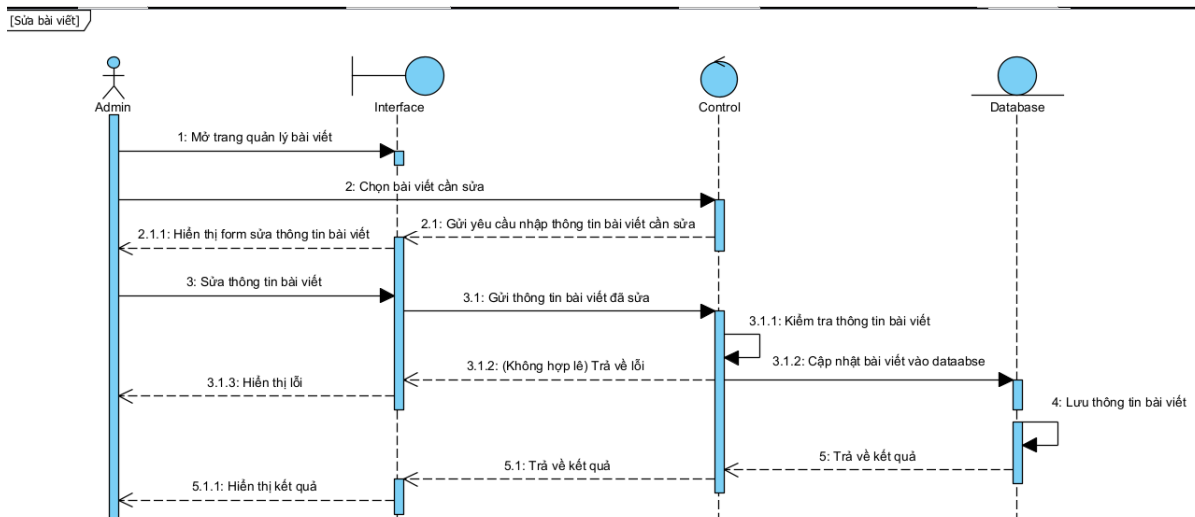 [Sửa bài viết]
Admin
Interface
Control
Database
1: Mở trang quản lý bài viết
2: Chọn bài viết cần sửa
2.1: Gửi yêu cầu nhập thông tin bài viết cần sửa
2.1.1: Hiển thị form sửa thông tin bài viết
3: Sửa thông tin bài viết
3.1: Gửi thông tin bài viết đã sửa
3.1.1: Kiểm tra thông tin bài viết
3.1.2: (Không hợp lê) Trả về lỗi
3.1.2: Cập nhật bài viết vào dataabse
3.1.3: Hiển thị lỗi
4: Lưu thông tin bài viết
5: Trả về kết quả
5.1: Trả về kết quả
5.1.1: Hiển thị kết quả